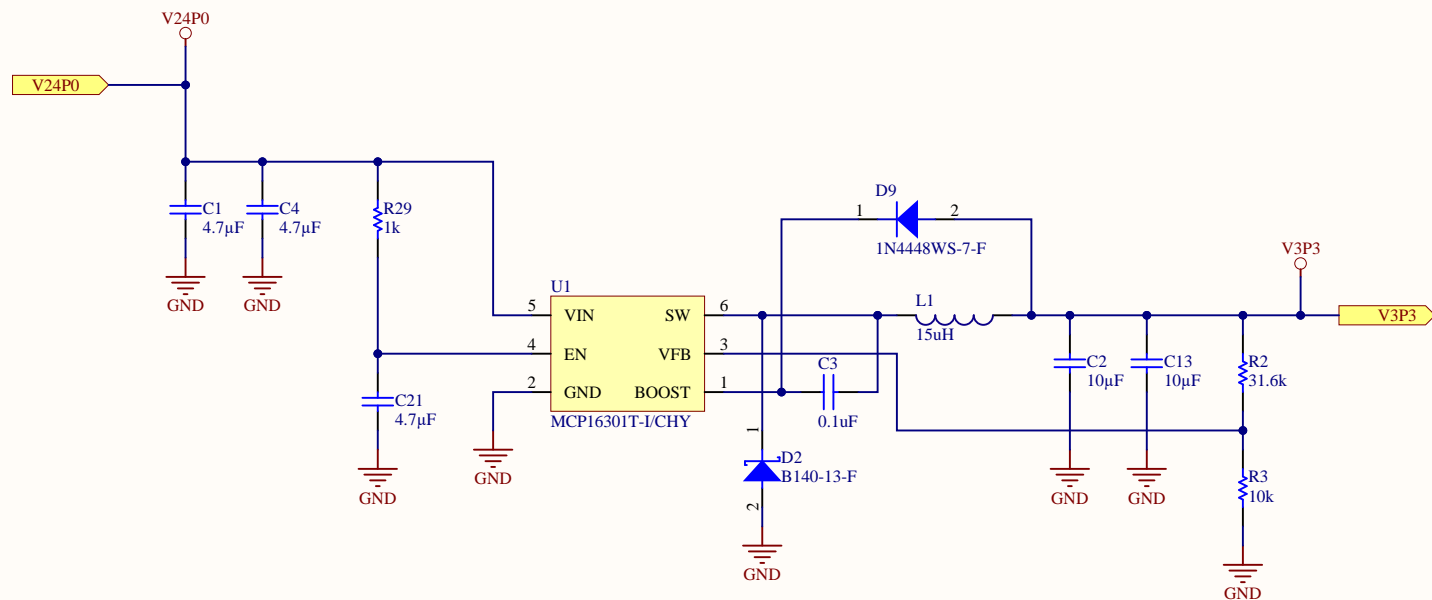 V24P0
V24P0
C1
4.7µF
C4
4.7µF
R29
1k
GND
GND
C21
4.7µF
GND
U1
5 VIN SW 6
4 EN VFB 3
2 GND BOOST 1
MCP16301T-I/CHY
GND
D9
1 2
1N4448WS-7-F
L1
15uH
C3
0.1uF
1
D2
B140-13-F
2
GND
V3P3
V3P3
C2
10µF
C13
10µF
R2
31.6k
GND
GND
R3
10k
GND